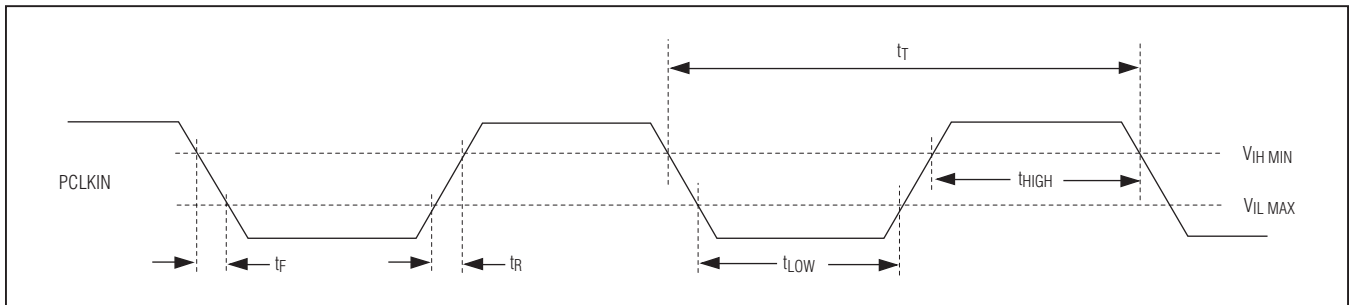 tT
VIH MIN
PCLKIN
tHIGH
VIL MAX
tF
tR
tLOW